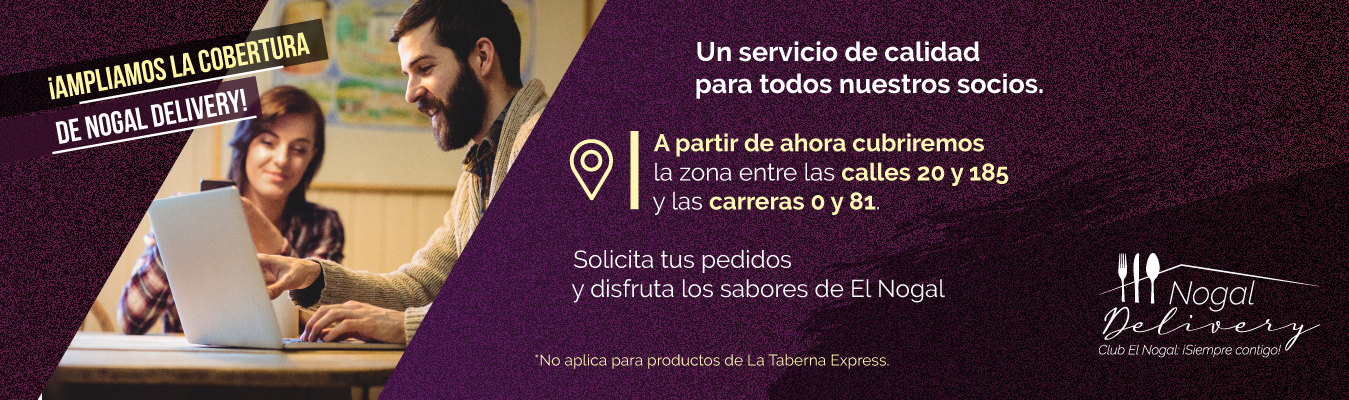 ¡AMPLIAMOS LA COBERTURA
DE NOGAL DELIVERY!
Un servicio de calidad
para todos nuestros socios.
A partir de ahora cubriremos
la zona entre las calles 20 y 185
y las carreras 0 y 81.
Solicita tus pedidos
y disfruta los sabores de El Nogal
*No aplica para productos de La Taberna Express.
Nogal
Delivery
Club El Nogal: ¡Siempre contigo!